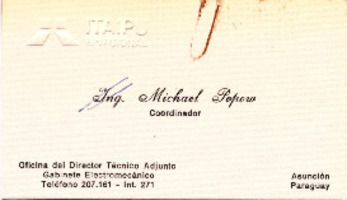 ITAIPU
BINACIONAL
Ing. Michael Popow
Coordinador
Oficina del Director Técnico Adjunto
Gabinete Electromecánico
Teléfono 207.161 - Int. 271
Asunción
Paraguay